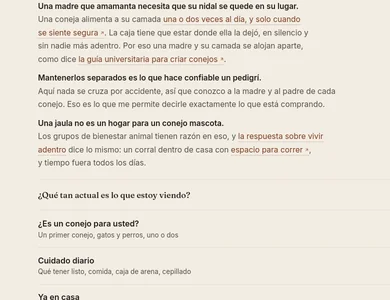 Una madre que amamanta necesita que su nidal se quede en su lugar.
Una coneja alimenta a su camada una o dos veces al día, y solo cuando
se siente segura. La caja tiene que estar donde ella la dejó, en silencio y
sin nadie más adentro. Por eso una madre y su camada se alojan aparte,
como dice la guía universitaria para criar conejos.
Mantenerlos separados es lo que hace confiable un pedigrí.
Aquí nada se cruza por accidente, así que conozco a la madre y al padre de cada
conejo. Eso es lo que me permite decirle exactamente lo que está comprando.
Una jaula no es un hogar para un conejo mascota.
Los grupos de bienestar animal tienen razón en eso, y la respuesta sobre vivir
adentro dice lo mismo: un corral dentro de casa con espacio para correr,
y tiempo fuera todos los días.
¿Qué tan actual es lo que estoy viendo?
¿Es un conejo para usted?
Un primer conejo, gatos y perros, uno o dos
Cuidado diario
Qué tener listo, comida, caja de arena, cepillado
Ya en casa